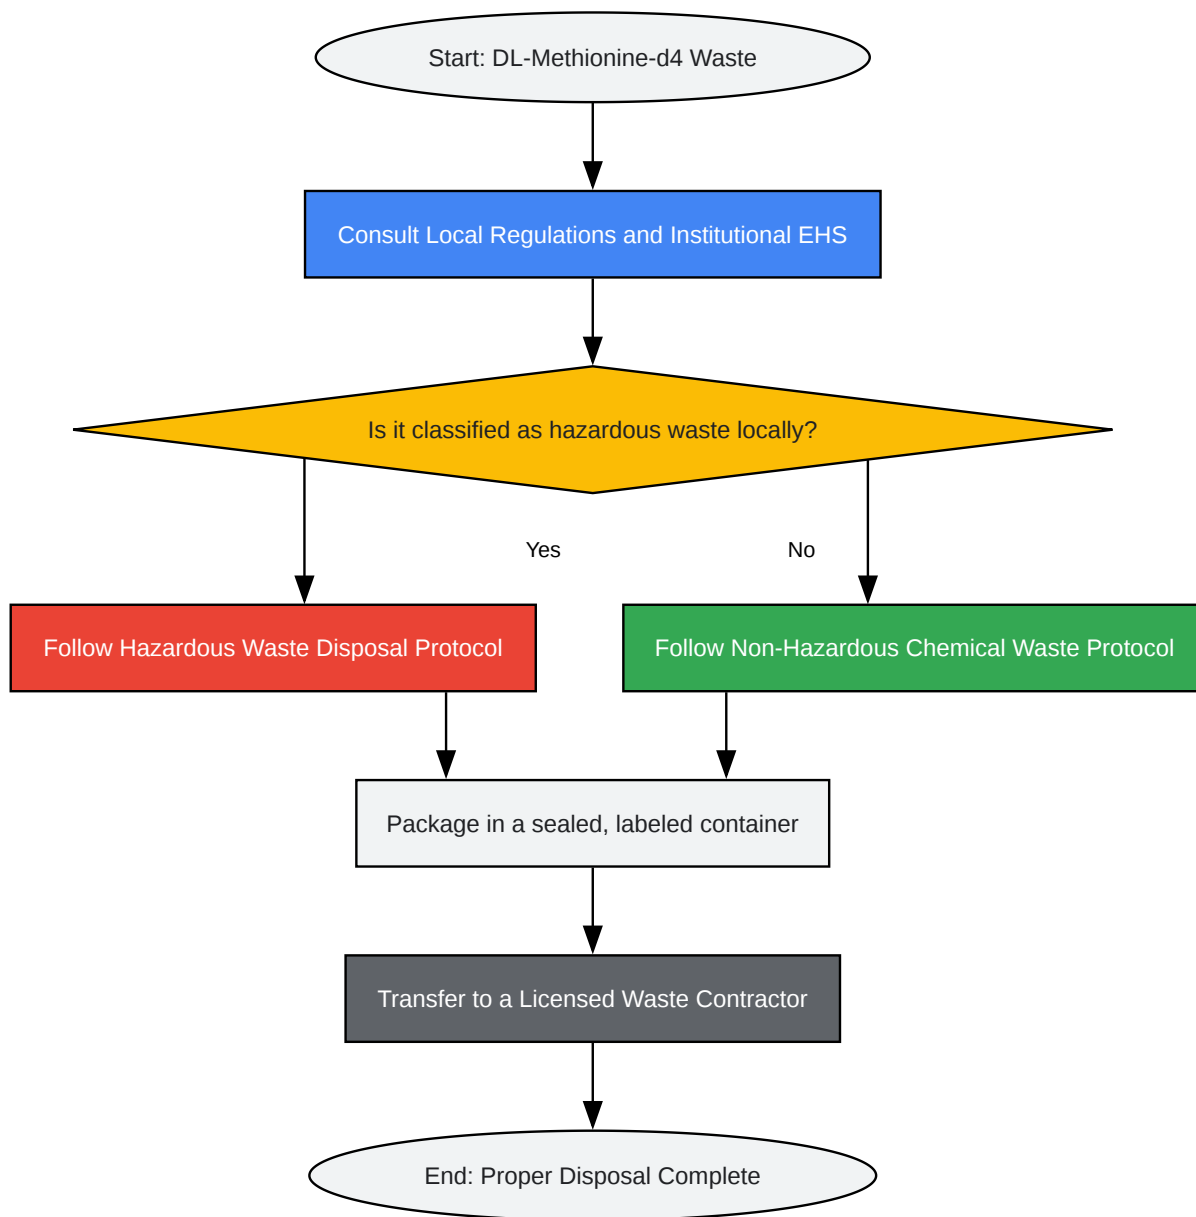 Start: DL-Methionine-d4 Waste
Consult Local Regulations and Institutional EHS
Is it classified as hazardous waste locally?
Yes
No
Follow Hazardous Waste Disposal Protocol
Follow Non-Hazardous Chemical Waste Protocol
Package in a sealed, labeled container
Transfer to a Licensed Waste Contractor
End: Proper Disposal Complete